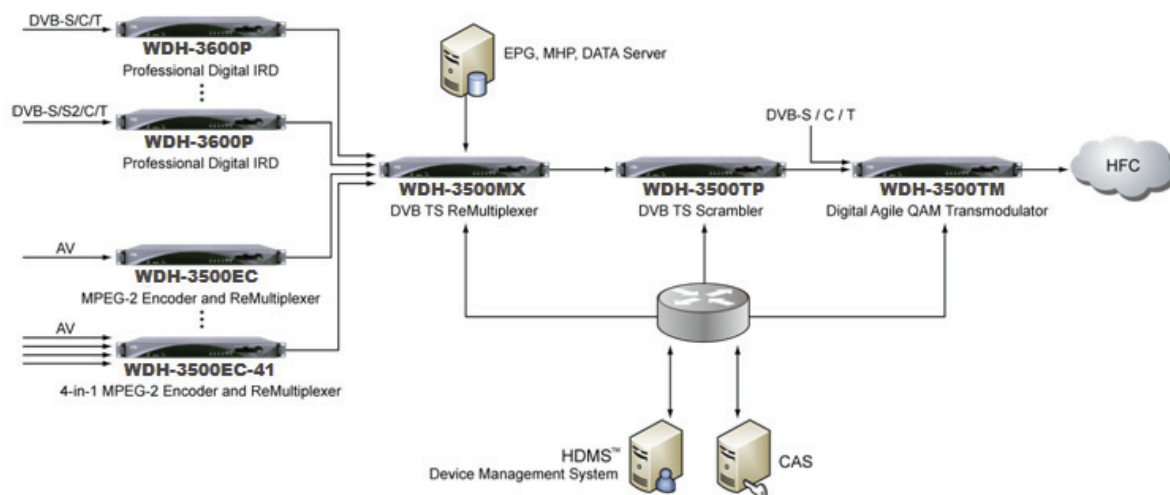 DVB-S/C/T
WDH-3600P
Professional Digital IRD
DVB-S/S2/C/T
WDH-3600P
Professional Digital IRD
EPG, MHP, DATA Server
DVB-S / C / T
WDH-3500MX
DVB TS ReMultiplexer
WDH-3500TP
DVB TS Scrambler
WDH-3500TM
Digital Agile QAM Transmodulator
HFC
AV
WDH-3500EC
MPEG-2 Encoder and ReMultiplexer
AV
WDH-3500EC-41
4-in-1 MPEG-2 Encoder and ReMultiplexer
HDMS™
Device Management System
CAS